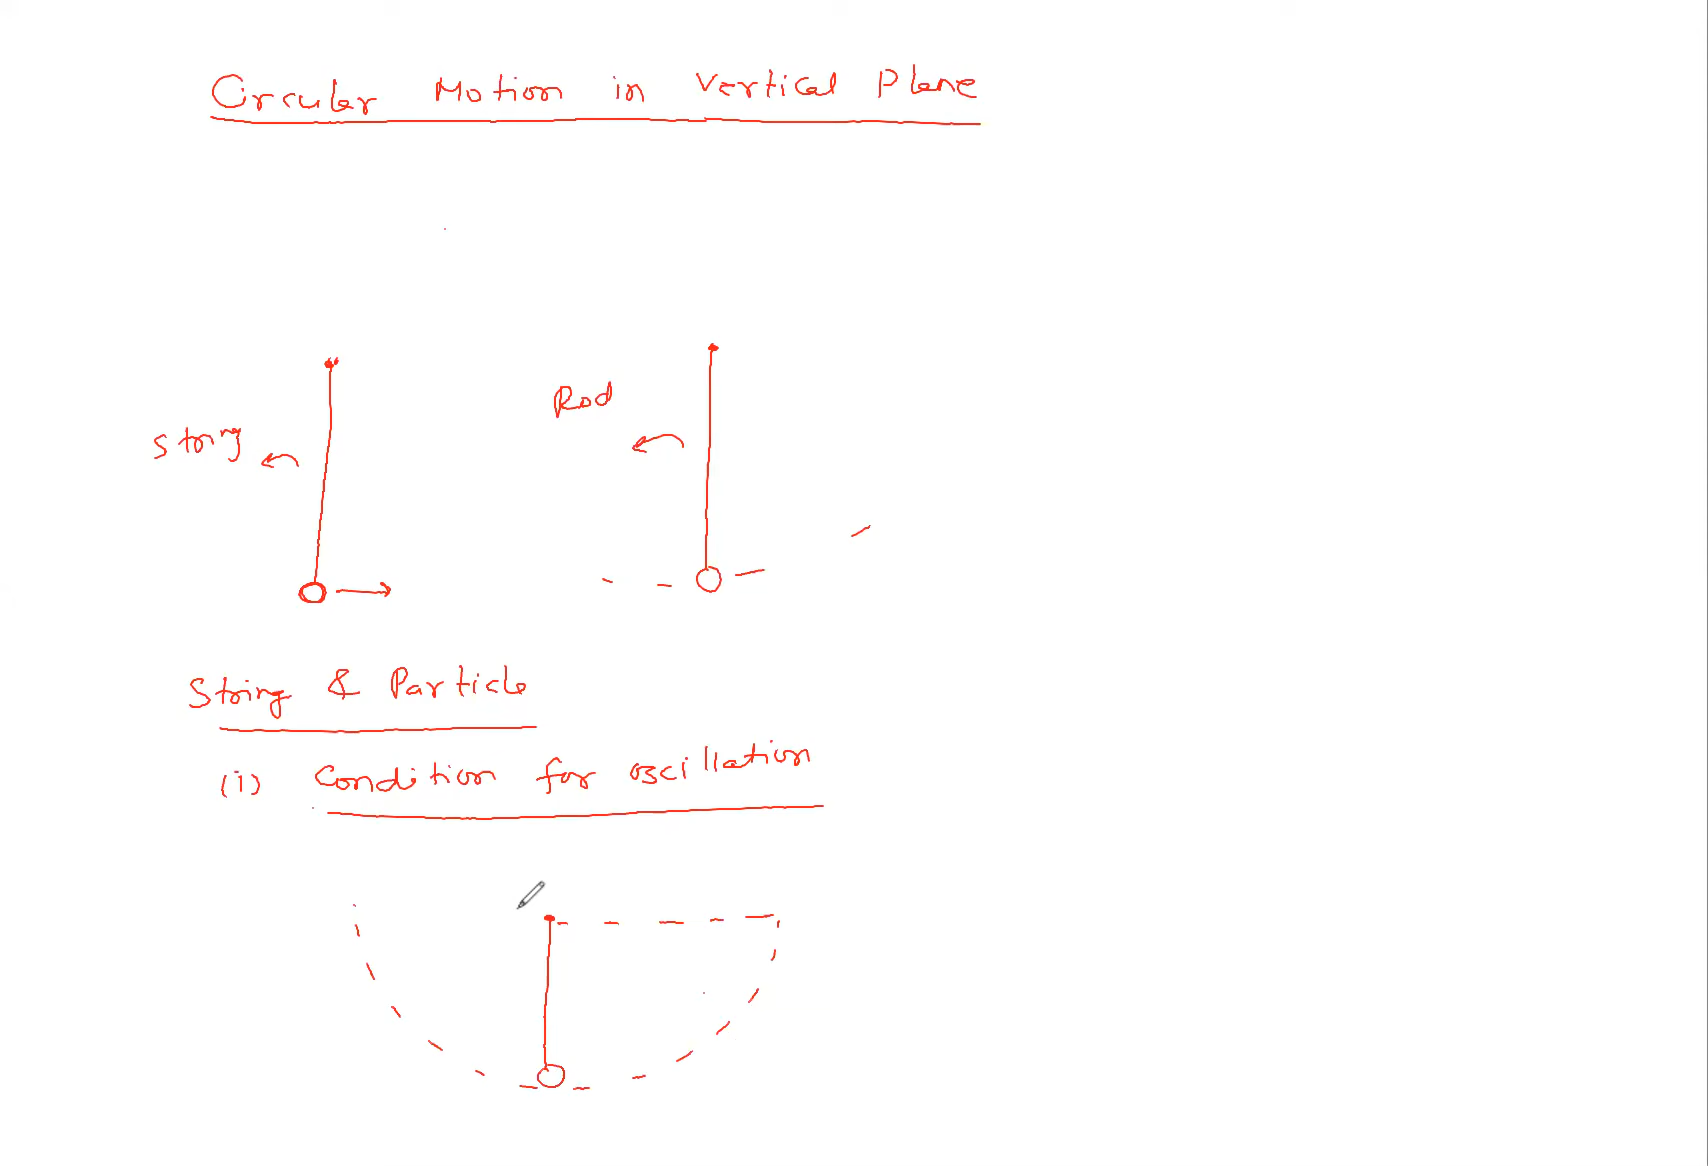 Circular Motion in Vertical Plane
Rod
String
String & Particle
(i) Condition for oscillation